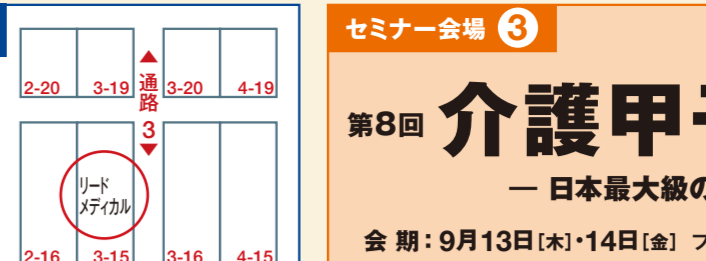 2-20 3-19 3-20 4-19
通路3
リード
メディカル
2-16 3-15 3-16 4-15
セミナー会場 3
第8回 介護甲
― 日本最大級の
会 期:9月13日[木]・14日[金]